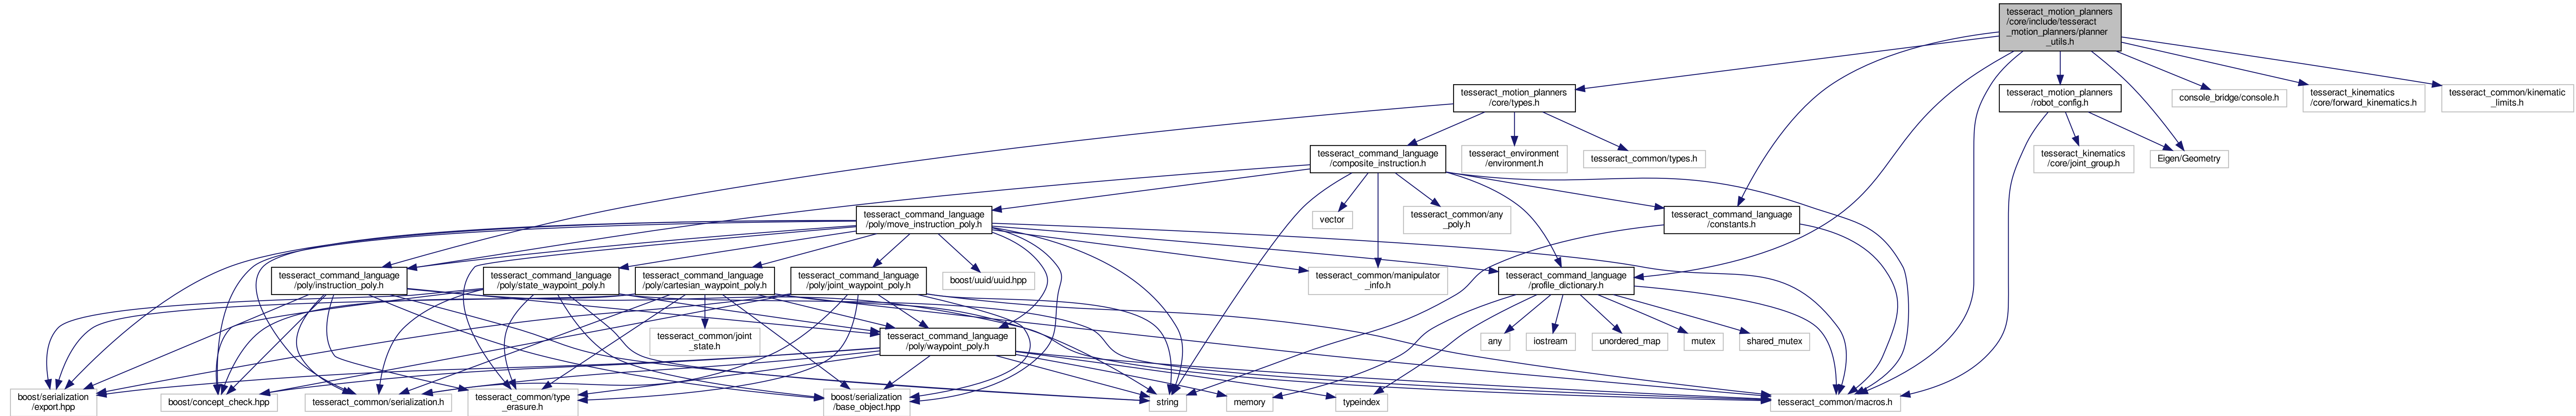 tesseract_motion_planners
/core/include/tesseract
_motion_planners/planner
_utils.h
tesseract_motion_planners
/core/types.h
tesseract_motion_planners
/robot_config.h
console_bridge/console.h
tesseract_kinematics
/core/forward_kinematics.h
tesseract_common/kinematic
_limits.h
tesseract_command_language
/composite_instruction.h
tesseract_environment
/environment.h
tesseract_common/types.h
tesseract_kinematics
/core/joint_group.h
Eigen/Geometry
tesseract_command_language
/poly/move_instruction_poly.h
vector
tesseract_common/any
_poly.h
tesseract_command_language
/constants.h
tesseract_command_language
/poly/instruction_poly.h
tesseract_command_language
/poly/state_waypoint_poly.h
tesseract_command_language
/poly/cartesian_waypoint_poly.h
tesseract_command_language
/poly/joint_waypoint_poly.h
boost/uuid/uuid.hpp
tesseract_common/manipulator
_info.h
tesseract_command_language
/profile_dictionary.h
tesseract_common/joint
_state.h
tesseract_command_language
/poly/waypoint_poly.h
any
iostream
unordered_map
mutex
shared_mutex
boost/serialization
/export.hpp
boost/concept_check.hpp
tesseract_common/serialization.h
tesseract_common/type
_erasure.h
boost/serialization
/base_object.hpp
string
memory
typeindex
tesseract_common/macros.h